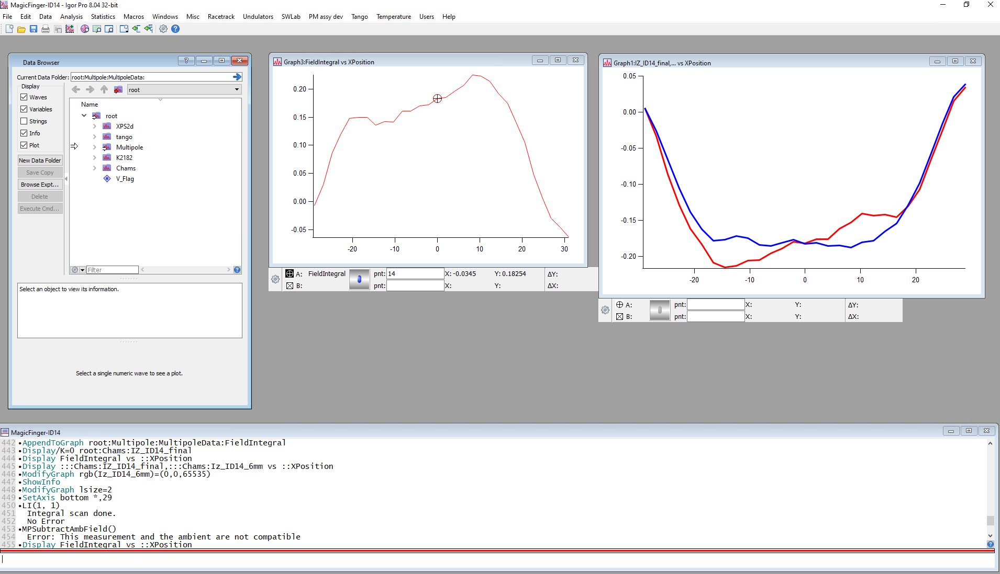 MagicFinger-ID14 - Igor Pro 8.04 32-bit
File Edit Data Analysis Statistics Macros Windows Misc Racetrack Undulators SWLab PM assy dev Tango Temperature Users Help
Data Browser
Current Data Folder: root:Multipole:MultipoleData:
Display
Waves
Variables
Strings
Info
Plot
New Data Folder
Save Copy
Browse Expt...
Delete
Execute Cmd...
root
Name
root
XPS2d
tango
Multipole
K2182
Chams
V_Flag
Filter
Select an object to view its information.
Select a single numeric wave to see a plot.
Graph3:FieldIntegral vs XPosition
0.20
0.15
0.10
0.05
0.00
-0.05
-20 -10 0 10 20 30
A: FieldIntegral pnt: 14 X: -0.0345 Y: 0.18254 ΔY:
B: pnt: X: Y: ΔX:
Graph1:IZ_ID14_final,... vs XPosition
0.05
0.00
-0.05
-0.10
-0.15
-0.20
-20 -10 0 10 20
A: pnt: X: Y: ΔY:
B: pnt: X: Y: ΔX:
MagicFinger-ID14
442 •AppendToGraph root:Multipole:MultipoleData:FieldIntegral
443 •Display/K=0 root:Chams:IZ_ID14_final
444 •Display FieldIntegral vs ::XPosition
445 •Display :::Chams:IZ_ID14_final,:::Chams:Iz_ID14_6mm vs ::XPosition
446 •ModifyGraph rgb(Iz_ID14_6mm)=(0,0,65535)
447 •ShowInfo
448 •ModifyGraph lsize=2
449 •SetAxis bottom *,29
450 •LI(1, 1)
451 Integral scan done.
452 No Error
453 •MPSubtractAmbField()
454 Error: This measurement and the ambient are not compatible
455 •Display FieldIntegral vs ::XPosition